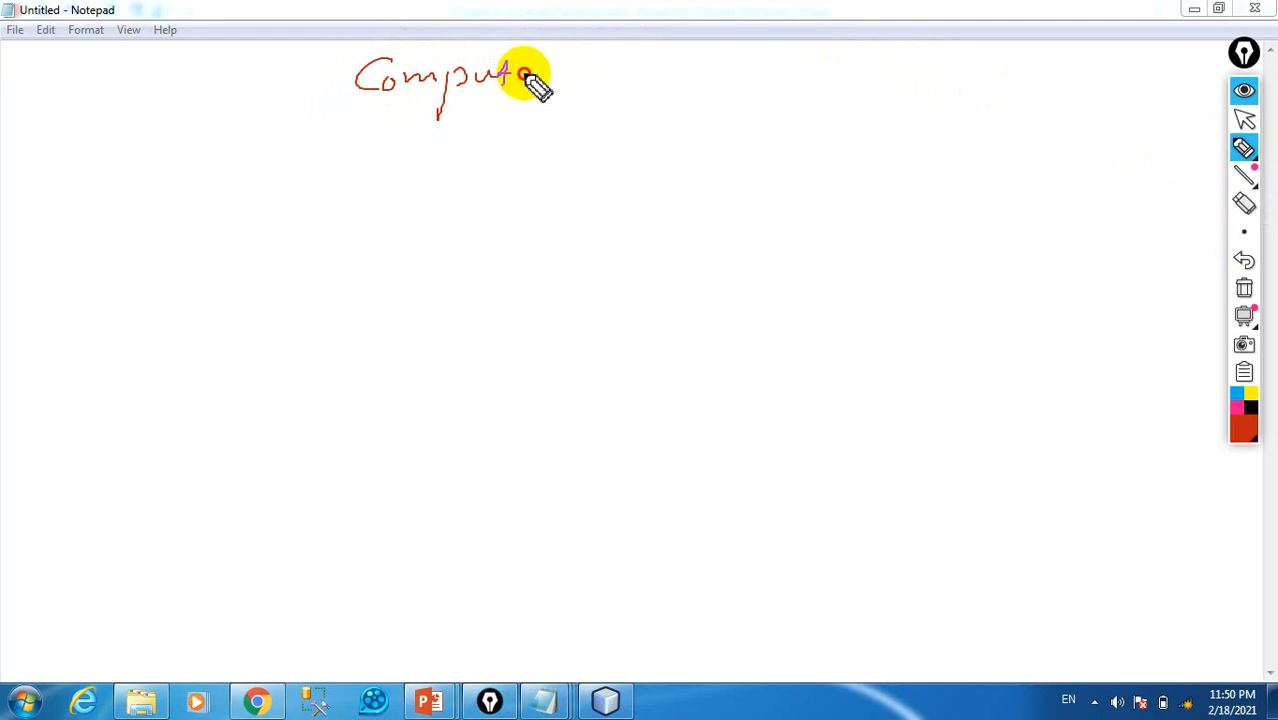 Untitled - Notepad
File Edit Format View Help
Comput
EN
11:50 PM
2/18/2021